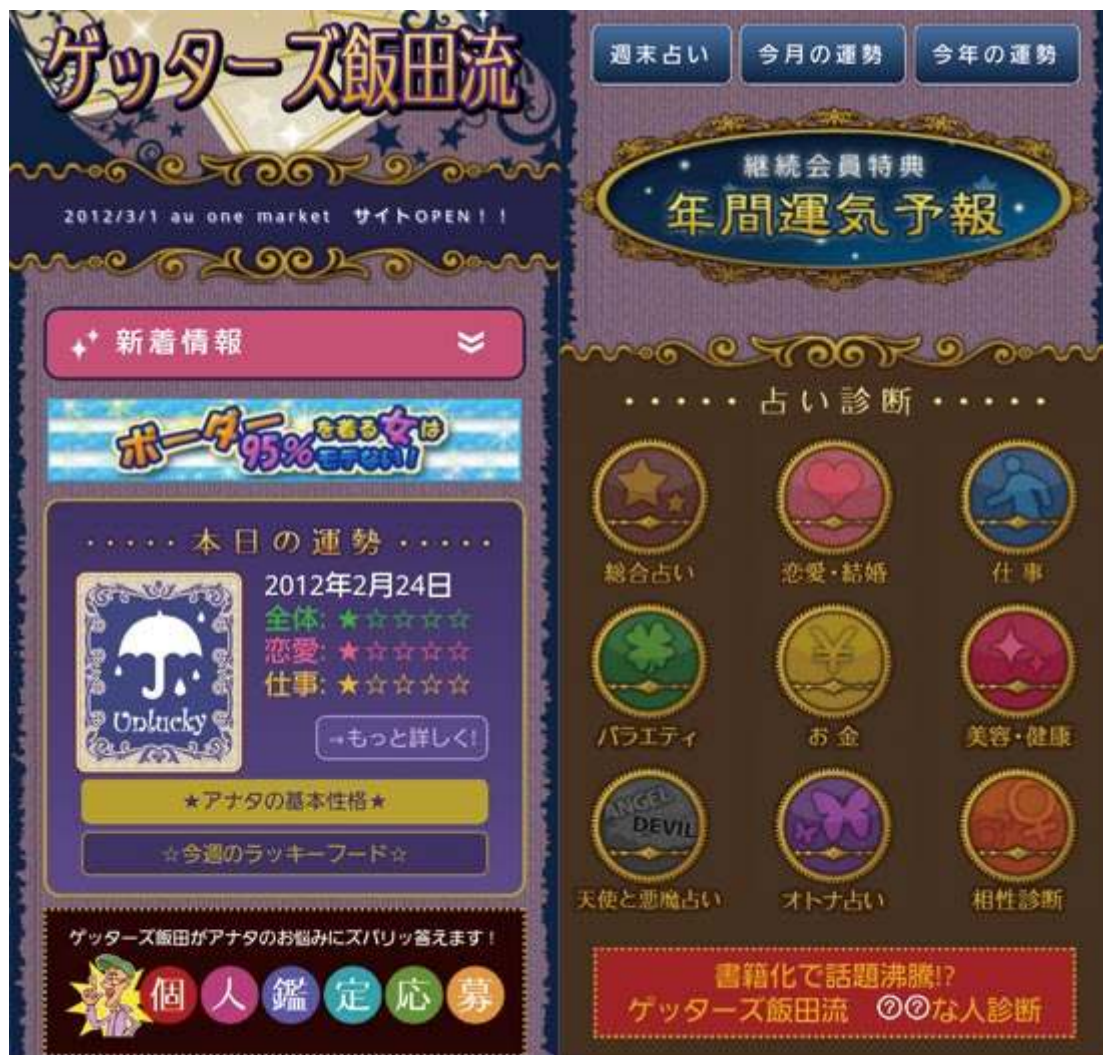 ゲッターズ飯田流
2012/3/1 au one market サイトOPEN!!
新着情報
ボーダーを着る女は
95%モテない!
本日の運勢
2012年2月24日
全体: ★☆☆☆☆
恋愛: ★☆☆☆☆
仕事: ★☆☆☆☆
Unlucky
→もっと詳しく!
★アナタの基本性格★
☆今週のラッキーフード☆
ゲッターズ飯田がアナタのお悩みにズバリッ答えます!
個人鑑定応募
週末占い 今月の運勢 今年の運勢
継続会員特典
年間運気予報
占い診断
総合占い 恋愛・結婚 仕事
バラエティ お金 美容・健康
ANGEL
DEVIL
天使と悪魔占い オトナ占い 相性診断
書籍化で話題沸騰!?
ゲッターズ飯田流 ??な人診断